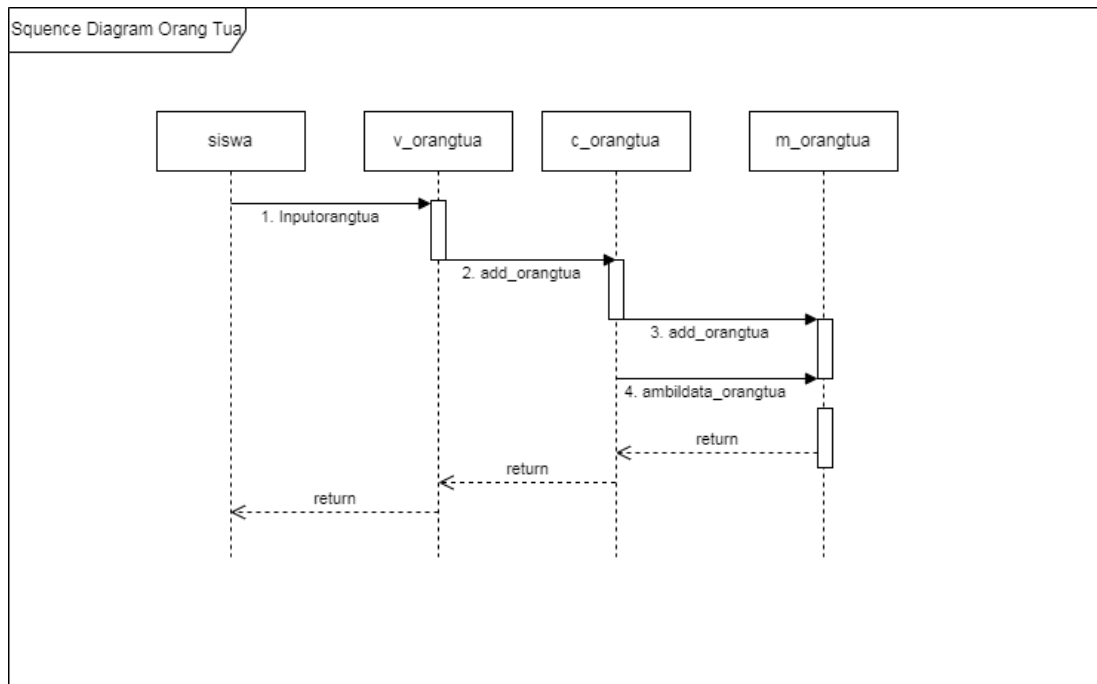 Squence Diagram Orang Tua
siswa
v_orangtua
c_orangtua
m_orangtua
1. Inputorangtua
2. add_orangtua
3. add_orangtua
4. ambildata_orangtua
return
return
return